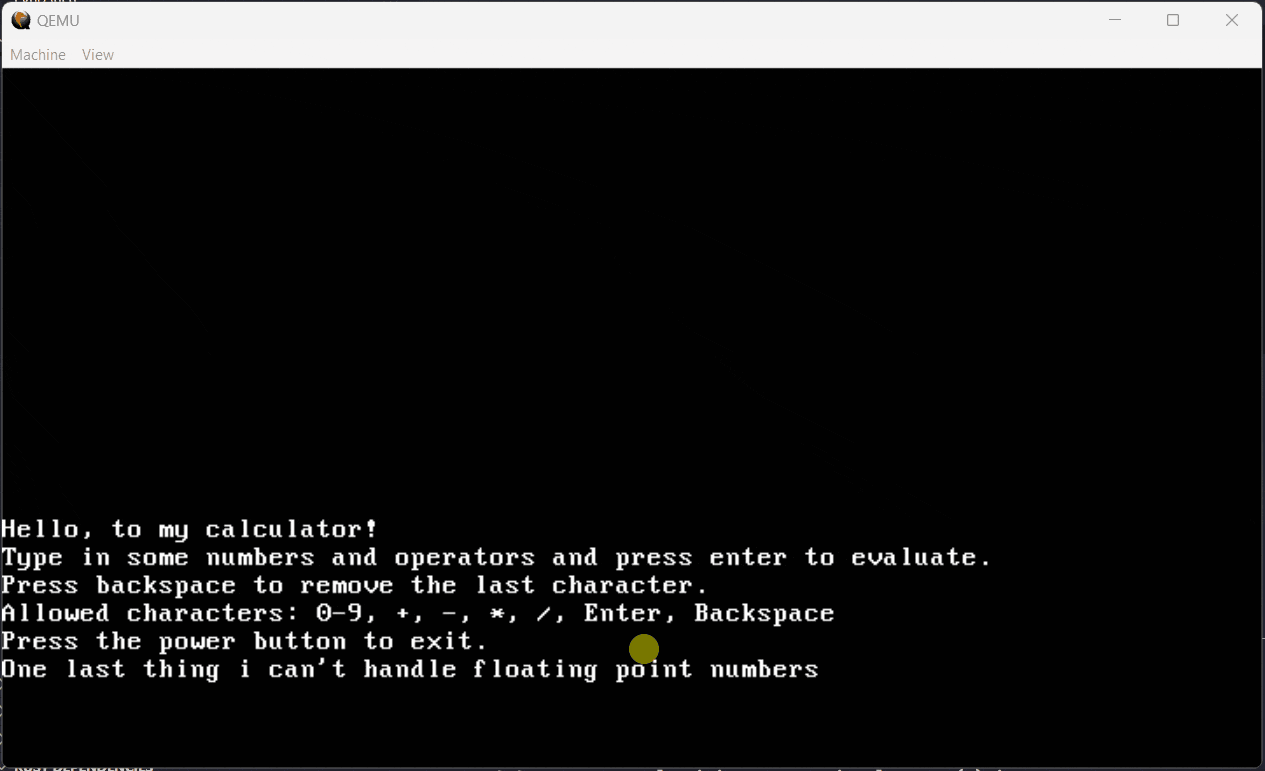 QEMU
Machine View
Hello, to my calculator!
Type in some numbers and operators and press enter to evaluate.
Press backspace to remove the last character.
Allowed characters: 0-9, +, -, *, /, Enter, Backspace
Press the power button to exit.
One last thing i can't handle floating point numbers
RUST DEPENDENCIES